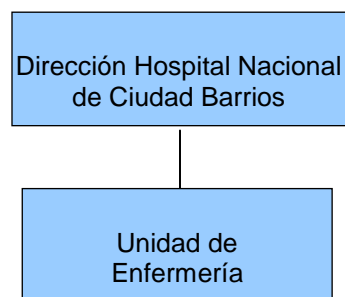 Dirección Hospital Nacional
de Ciudad Barrios
Unidad de
Enfermería